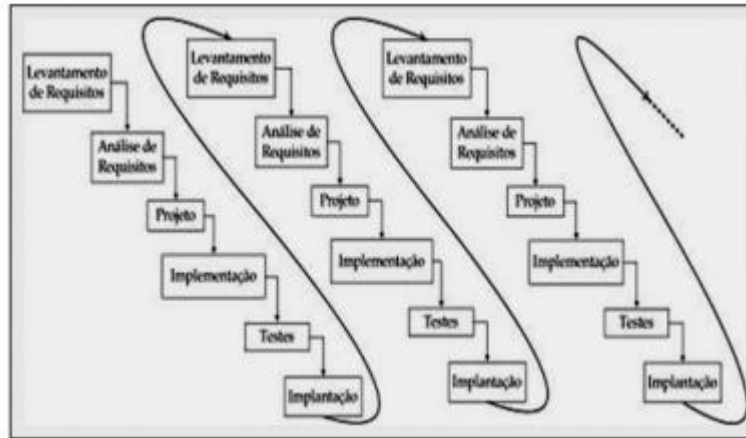 Levantamento
de Requisitos
Análise de
Requisitos
Projeto
Implementação
Testes
Implantação
Levantamento
de Requisitos
Análise de
Requisitos
Projeto
Implementação
Testes
Implantação
Levantamento
de Requisitos
Análise de
Requisitos
Projeto
Implementação
Testes
Implantação